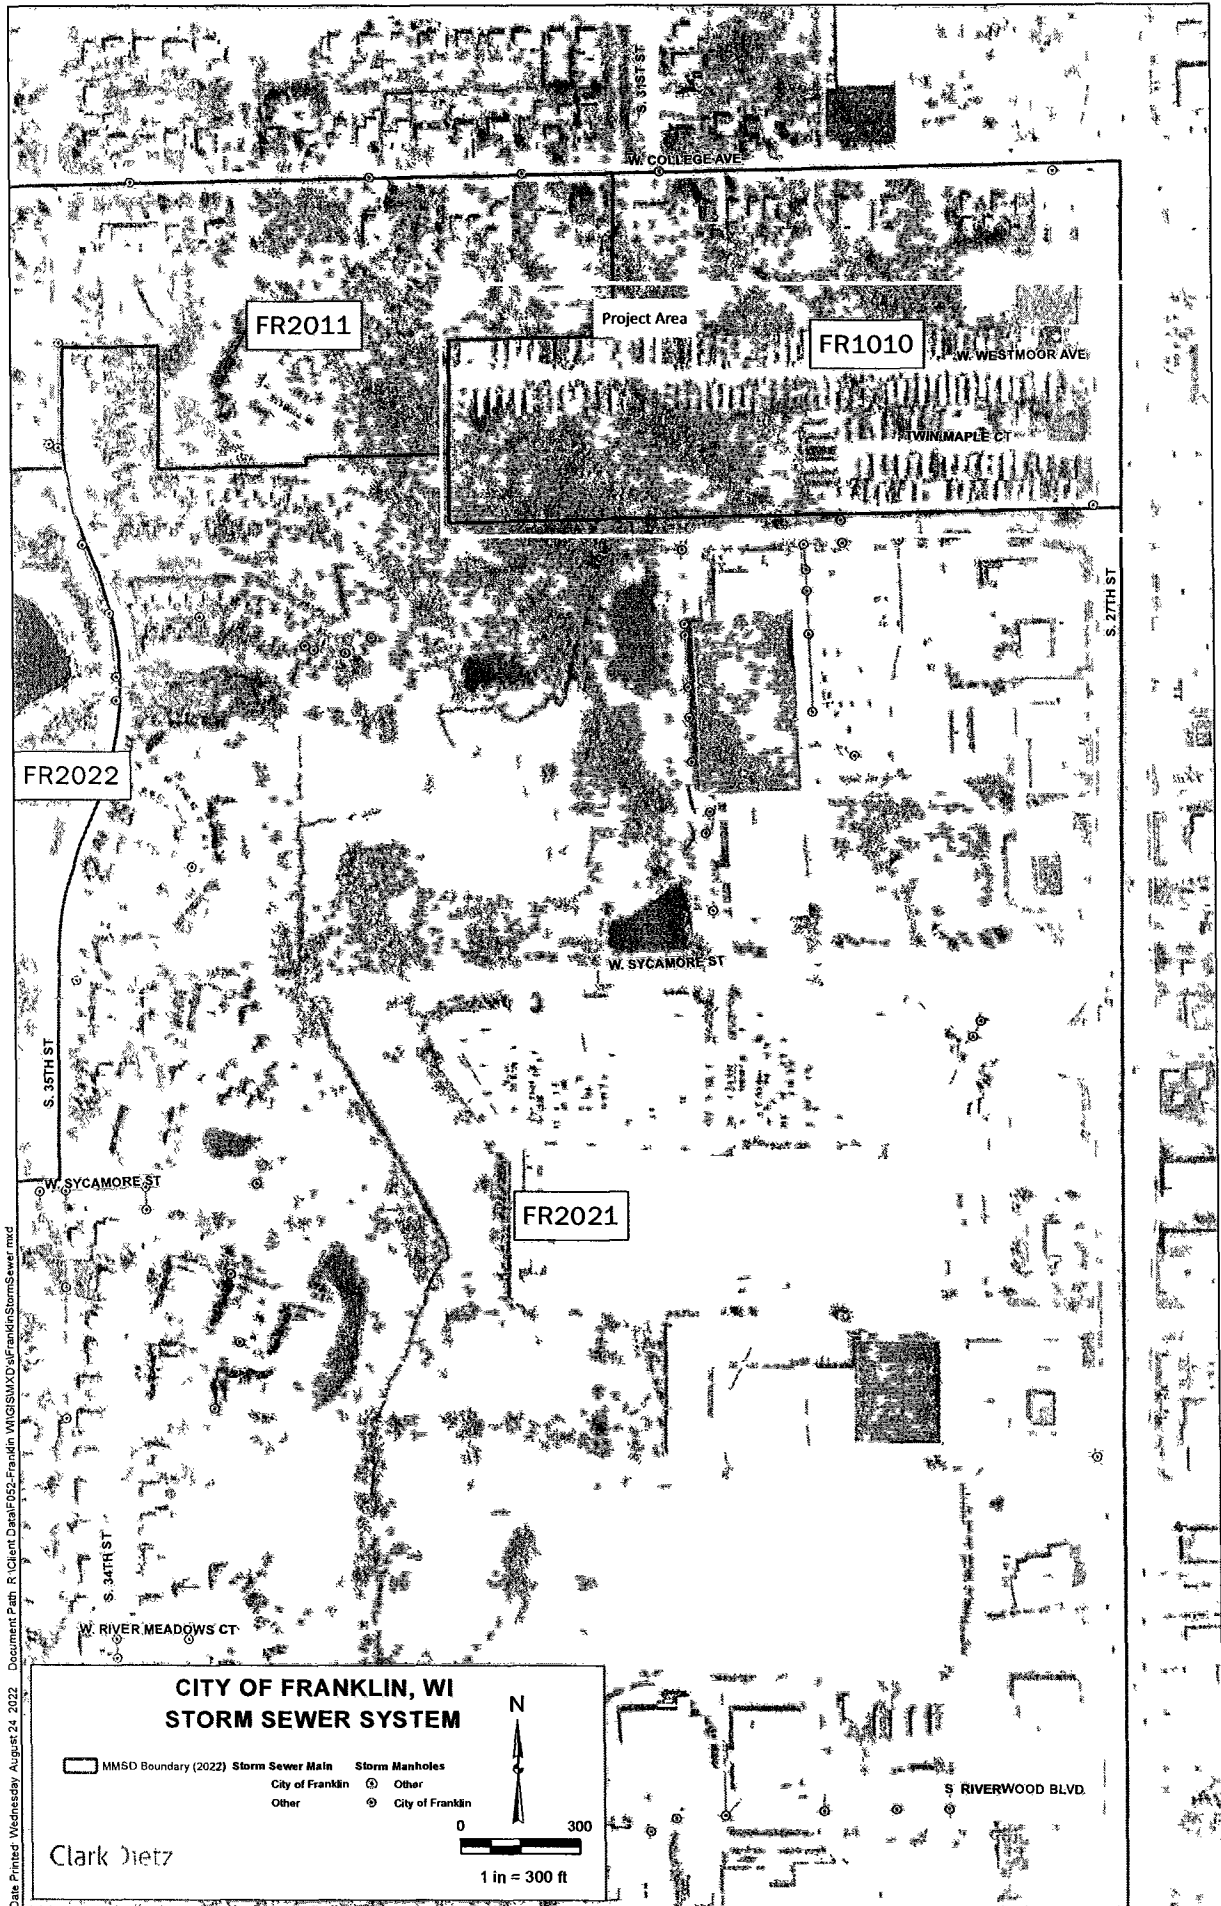 S. 31ST ST
W. COLLEGE AVE
FR2011
Project Area
FR1010
W. WESTMOOR AVE
TWIN MAPLE CT
S. 27TH ST
FR2022
W. SYCAMORE ST
S. 35TH ST
W. SYCAMORE ST
FR2021
S. 34TH ST
W. RIVER MEADOWS CT
S RIVERWOOD BLVD
CITY OF FRANKLIN, WI
STORM SEWER SYSTEM
N
MMSD Boundary (2022) Storm Sewer Main Storm Manholes
City of Franklin Other
Other City of Franklin
0 300
1 in = 300 ft
Clark Dietz
Date Printed: Wednesday, August 24 2022 Document Path R:\Client Data\F052-Franklin WI\GIS\MXD's\FranklinStormSewer mxd